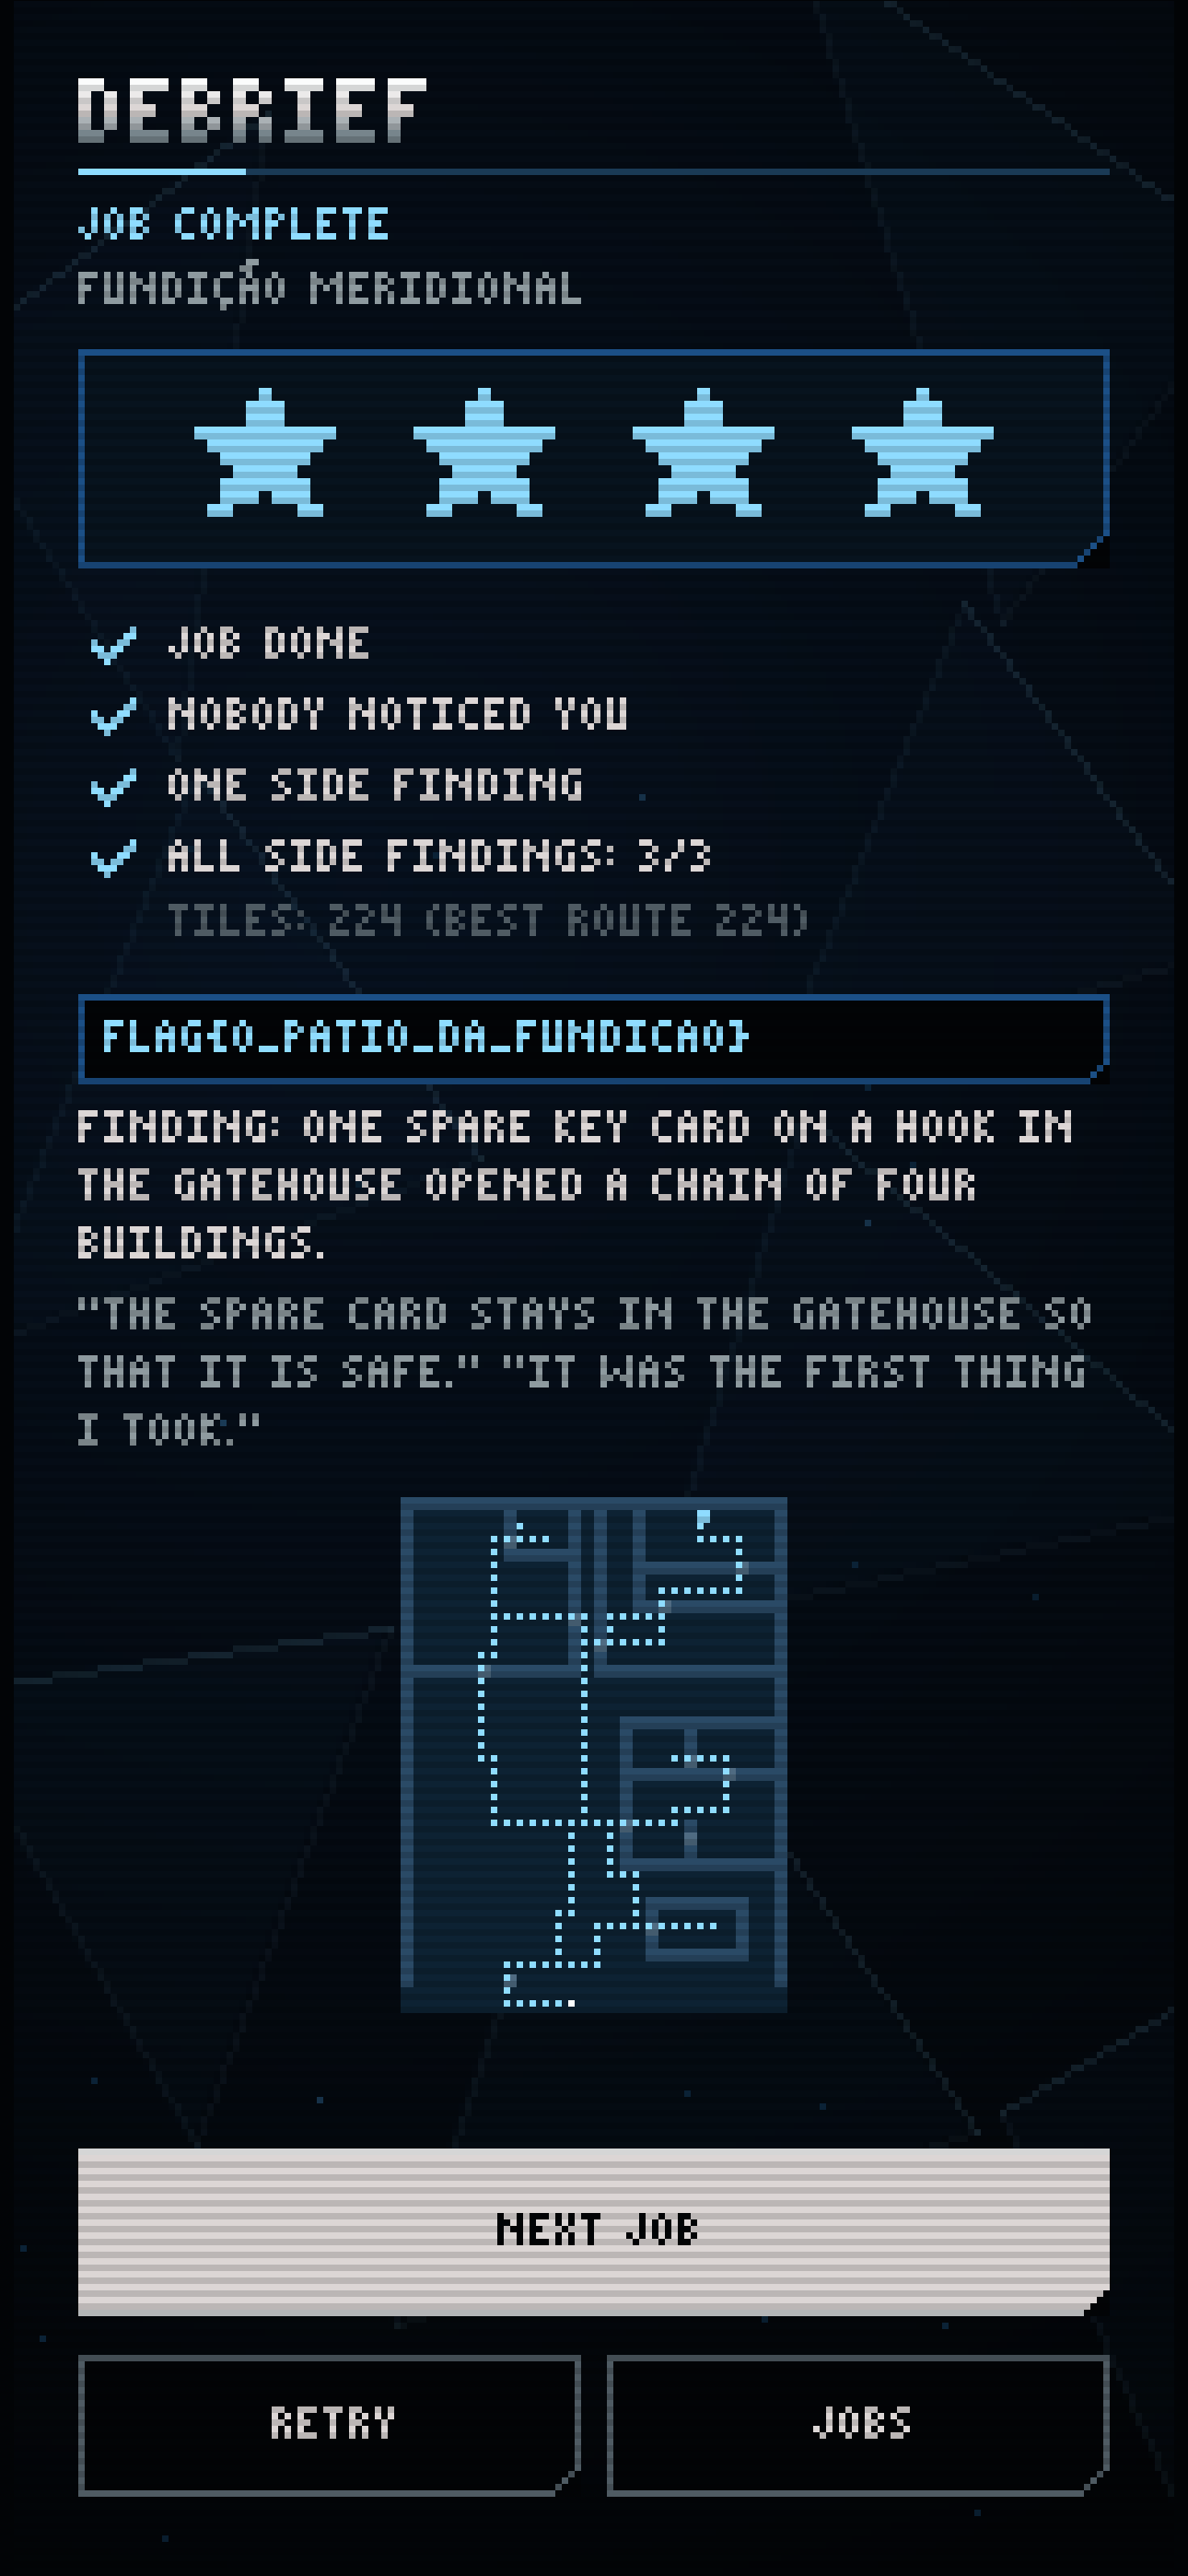 DEBRIEF
JOB COMPLETE
FUNDIÇÃO MERIDIONAL
JOB DONE
NOBODY NOTICED YOU
ONE SIDE FINDING
ALL SIDE FINDINGS: 3/3
TILES: 224 (BEST ROUTE 224)
FLAG{O_PATIO_DA_FUNDICAO}
FINDING: ONE SPARE KEY CARD ON A HOOK IN
THE GATEHOUSE OPENED A CHAIN OF FOUR
BUILDINGS.
"THE SPARE CARD STAYS IN THE GATEHOUSE SO
THAT IT IS SAFE." "IT WAS THE FIRST THING
I TOOK."
NEXT JOB
RETRY
JOBS